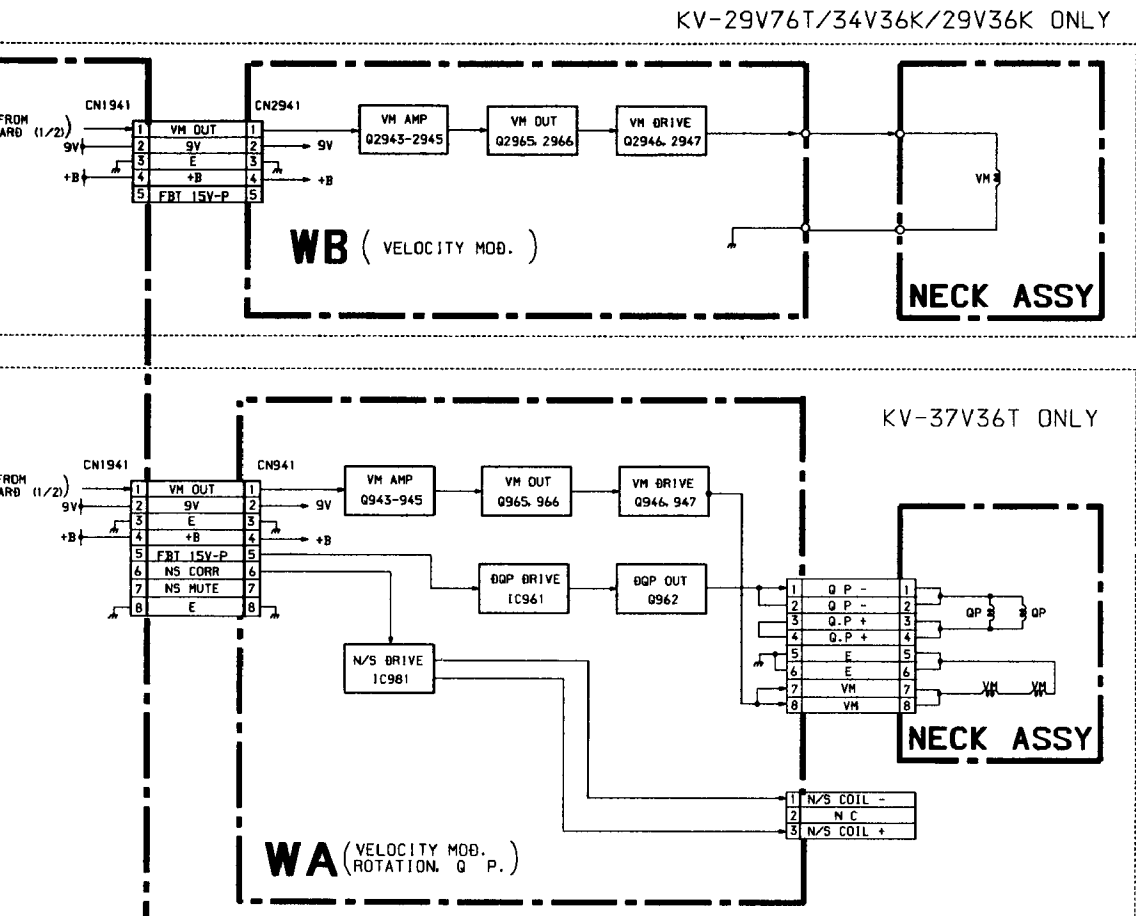 KV-29V76T/34V36K/29V36K ONLY
FROM
ARD (1/2))
9V
+B
CN1941
CN2941
1 VM OUT 1
2 9V 2
3 E 3
4 +B 4
5 FBT 15V-P 5
9V
+B
VM AMP
Q2943-2945
VM OUT
Q2965, 2966
VM DRIVE
Q2946, 2947
WB ( VELOCITY MOD. )
VM
NECK ASSY
KV-37V36T ONLY
FROM
ARD (1/2))
9V
+B
CN1941
CN941
1 VM OUT 1
2 9V 2
3 E 3
4 +B 4
5 FBT 15V-P 5
6 NS CORR 6
7 NS MUTE 7
8 E 8
9V
+B
VM AMP
Q943-945
VM OUT
Q965, 966
VM DRIVE
Q946, 947
DQP DRIVE
IC961
DQP OUT
Q962
N/S DRIVE
IC981
1 Q P - 1
2 Q P - 2
3 Q.P + 3
4 Q.P + 4
5 E 5
6 E 6
7 VM 7
8 VM 8
QP
QP
VM
VM
NECK ASSY
1 N/S COIL -
2 N C
3 N/S COIL +
WA (VELOCITY MOD.
ROTATION. Q P.)